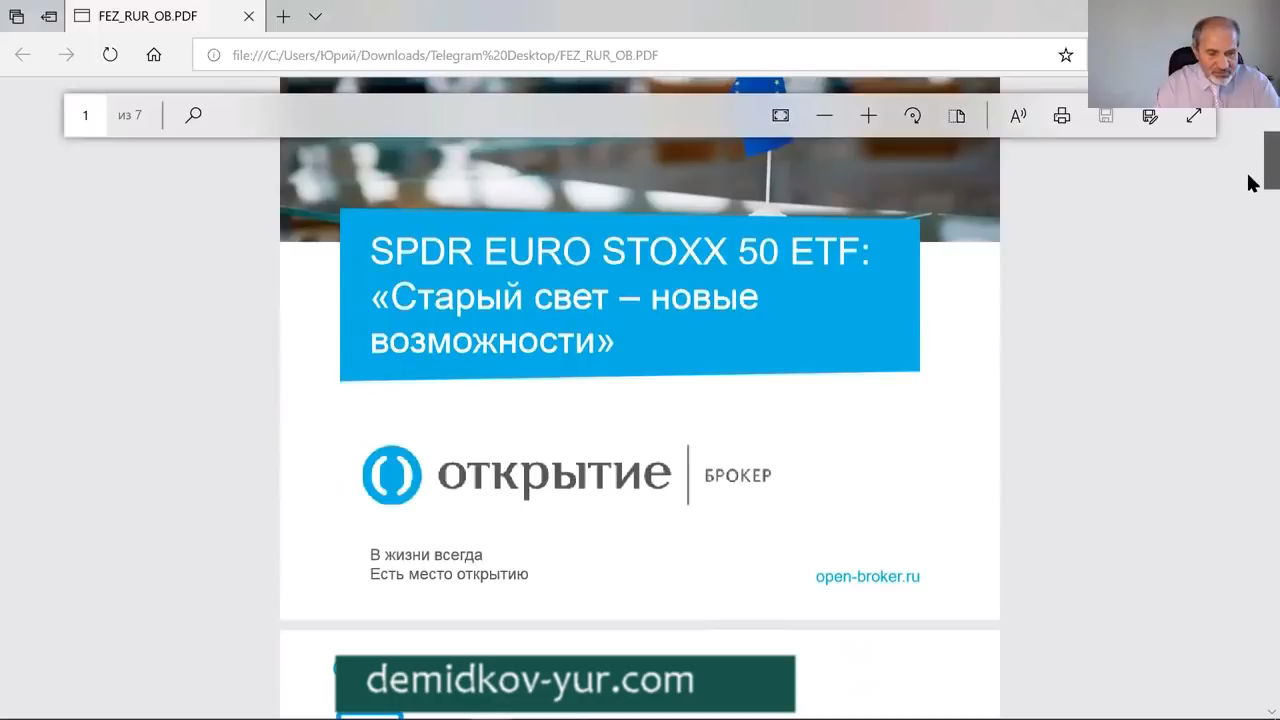 FEZ_RUR_OB.PDF
file:///C:/Users/Юрий/Downloads/Telegram%20Desktop/FEZ_RUR_OB.PDF
1 из 7
SPDR EURO STOXX 50 ETF:
«Старый свет – новые
возможности»
открытие БРОКЕР
В жизни всегда
Есть место открытию
open-broker.ru
demidkov-yur.com